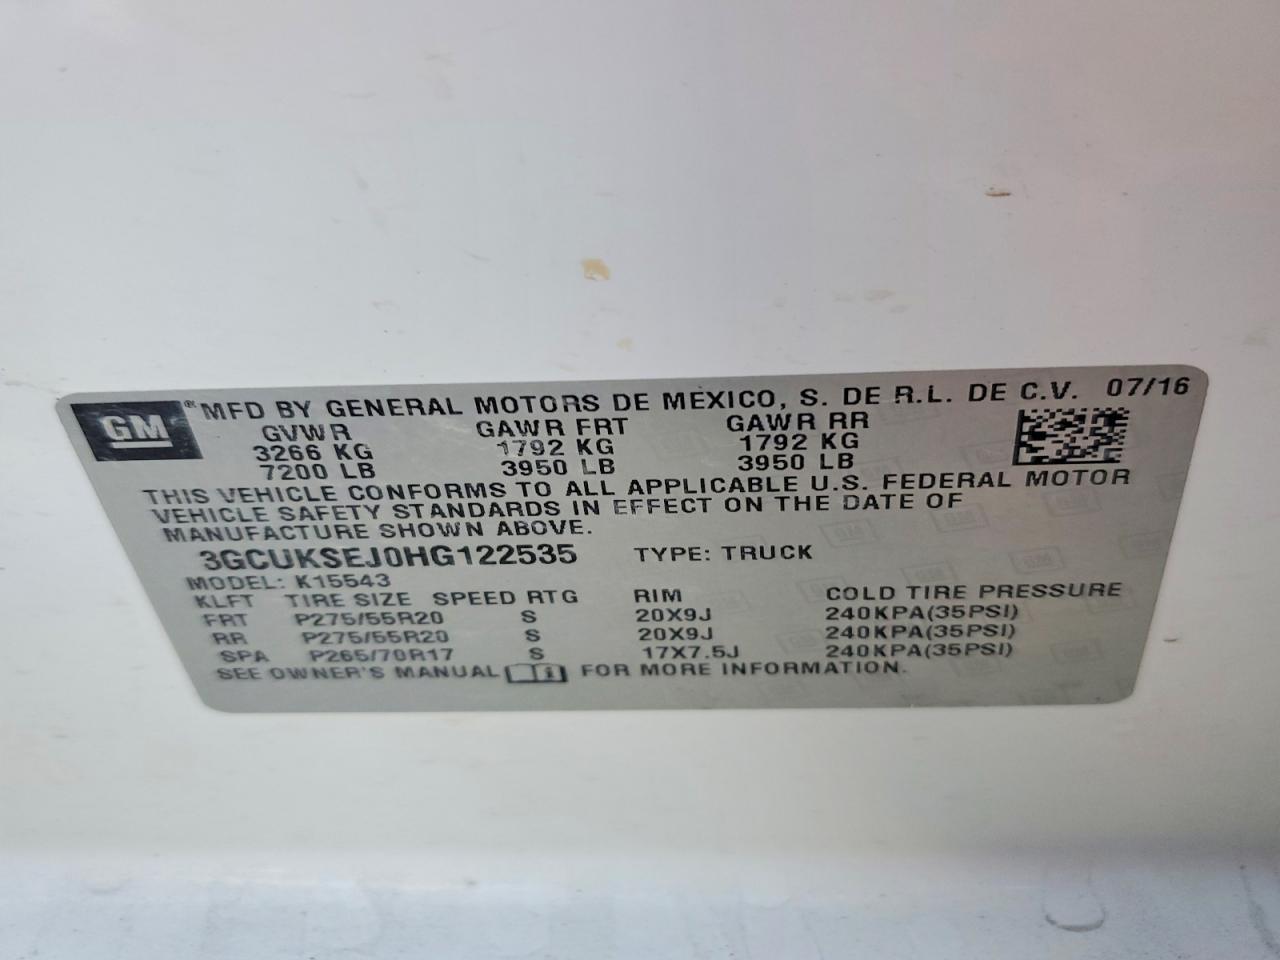 GM ® MFD BY GENERAL MOTORS DE MEXICO, S. DE R.L. DE C.V. 07/16
GVWR GAWR FRT GAWR RR
3266 KG 1792 KG 1792 KG
7200 LB 3950 LB 3950 LB
THIS VEHICLE CONFORMS TO ALL APPLICABLE U.S. FEDERAL MOTOR
VEHICLE SAFETY STANDARDS IN EFFECT ON THE DATE OF
MANUFACTURE SHOWN ABOVE.
3GCUKSEJ0HG122535 TYPE: TRUCK
MODEL: K15543
KLFT TIRE SIZE SPEED RTG RIM COLD TIRE PRESSURE
FRT P275/55R20 S 20X9J 240KPA(35PSI)
RR P275/55R20 S 20X9J 240KPA(35PSI)
SPA P265/70R17 S 17X7.5J 240KPA(35PSI)
SEE OWNER'S MANUAL FOR MORE INFORMATION.